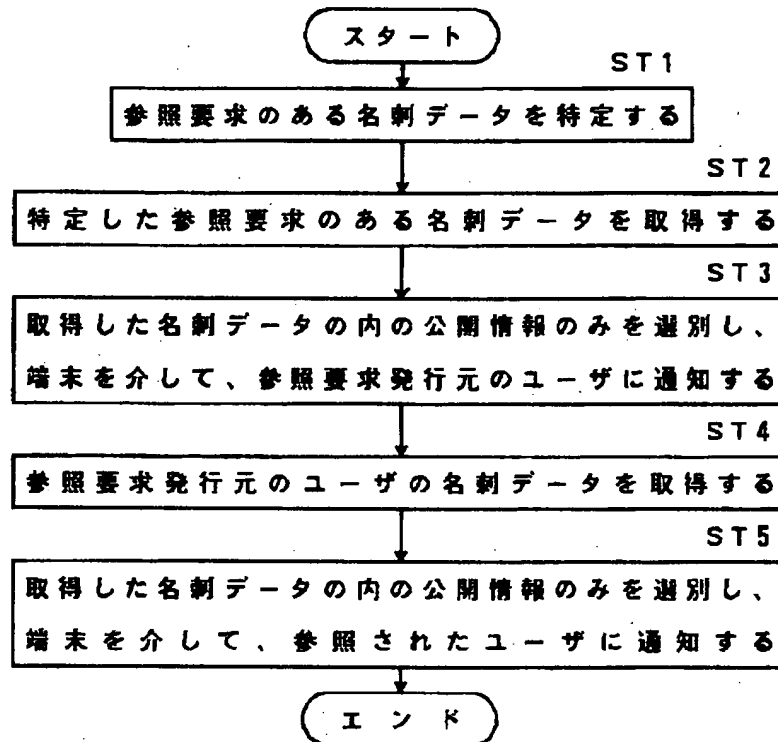 スタート
ST1
参照要求のある名刺データを特定する
ST2
特定した参照要求のある名刺データを取得する
ST3
取得した名刺データの内の公開情報のみを選別し、
端末を介して、参照要求発行元のユーザに通知する
ST4
参照要求発行元のユーザの名刺データを取得する
ST5
取得した名刺データの内の公開情報のみを選別し、
端末を介して、参照されたユーザに通知する
エンド